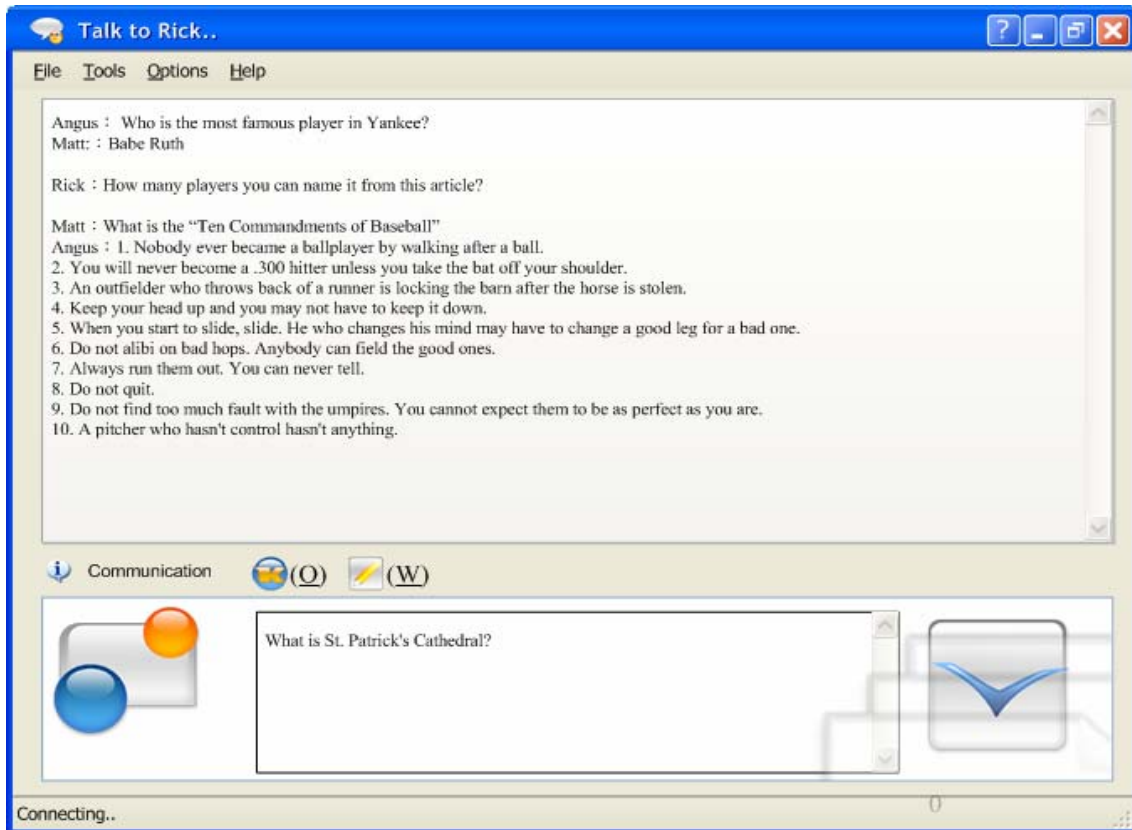 Talk to Rick..
File Tools Options Help
Angus： Who is the most famous player in Yankee?
Matt:：Babe Ruth
Rick：How many players you can name it from this article?
Matt：What is the “Ten Commandments of Baseball”
Angus：1. Nobody ever became a ballplayer by walking after a ball.
2. You will never become a .300 hitter unless you take the bat off your shoulder.
3. An outfielder who throws back of a runner is locking the barn after the horse is stolen.
4. Keep your head up and you may not have to keep it down.
5. When you start to slide, slide. He who changes his mind may have to change a good leg for a bad one.
6. Do not alibi on bad hops. Anybody can field the good ones.
7. Always run them out. You can never tell.
8. Do not quit.
9. Do not find too much fault with the umpires. You cannot expect them to be as perfect as you are.
10. A pitcher who hasn't control hasn't anything.
Communication (O) (W)
What is St. Patrick's Cathedral?
Connecting.. 0